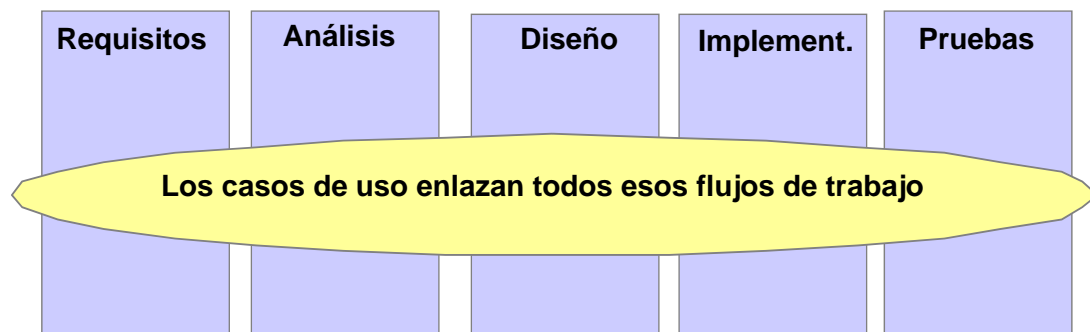 Requisitos
Análisis
Diseño
Implement.
Pruebas
Los casos de uso enlazan todos esos flujos de trabajo